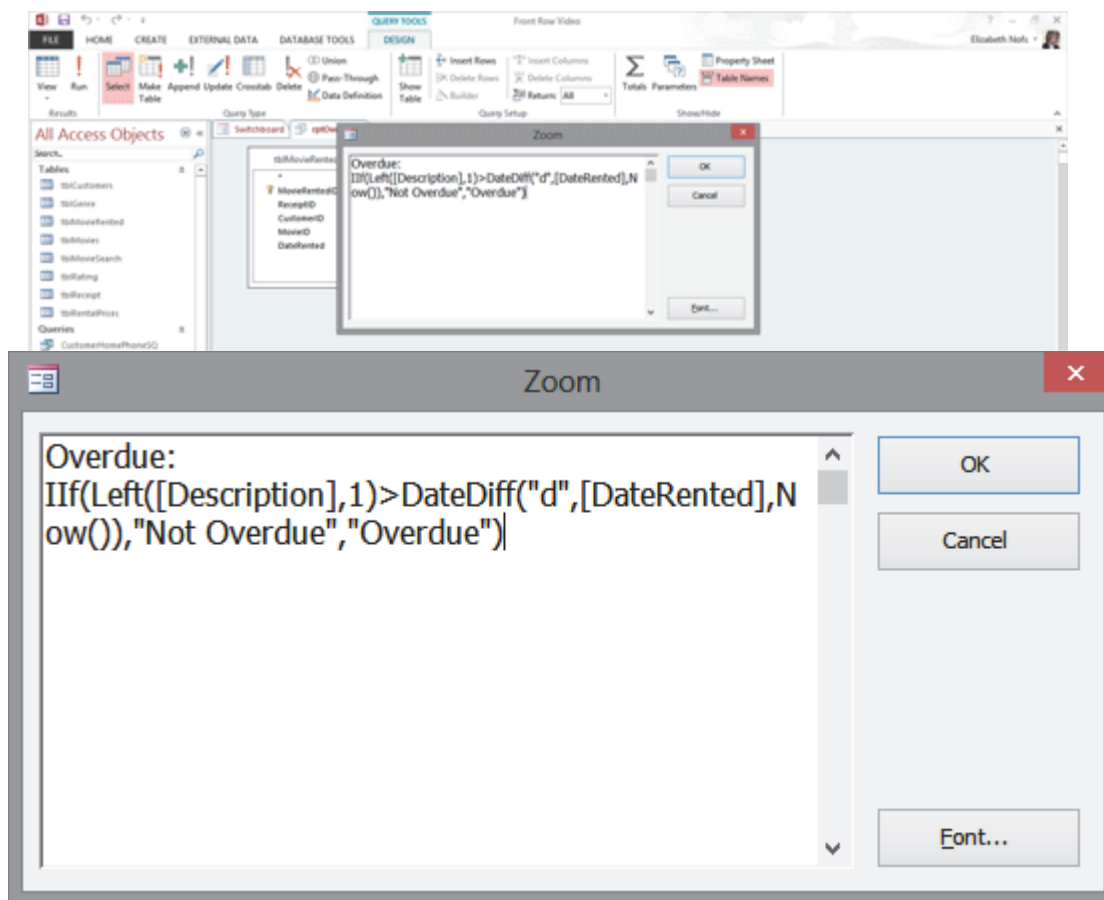 QUERY TOOLS
Front Row Video
FILE HOME CREATE EXTERNAL DATA DATABASE TOOLS DESIGN
Elizabeth Nofs
View
Run
Select
Make Table
Append
Update
Crosstab
Delete
Union
Pass-Through
Data Definition
Show Table
Insert Rows
Delete Rows
Builder
Insert Columns
Delete Columns
Return: All
Totals
Parameters
Property Sheet
Table Names
Results
Query Type
Query Setup
Show/Hide
All Access Objects
Search..
Tables
tblCustomers
tblGenre
tblMovieRented
tblMovies
tblMovieSearch
tblRating
tblReceipt
tblRentalPrices
Queries
CustomerHomePhoneSQ
Switchboard
tblMovieRented
*
MovieRentedID
ReceiptID
CustomerID
MovieID
DateRented
Zoom
Overdue:
IIf(Left([Description],1)>DateDiff("d",[DateRented],N
ow()),"Not Overdue","Overdue")
OK
Cancel
Font...
Zoom
Overdue:
IIf(Left([Description],1)>DateDiff("d",[DateRented],N
ow()),"Not Overdue","Overdue")
OK
Cancel
Font...